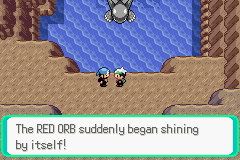 The RED ORB suddenly began shining
by itself!